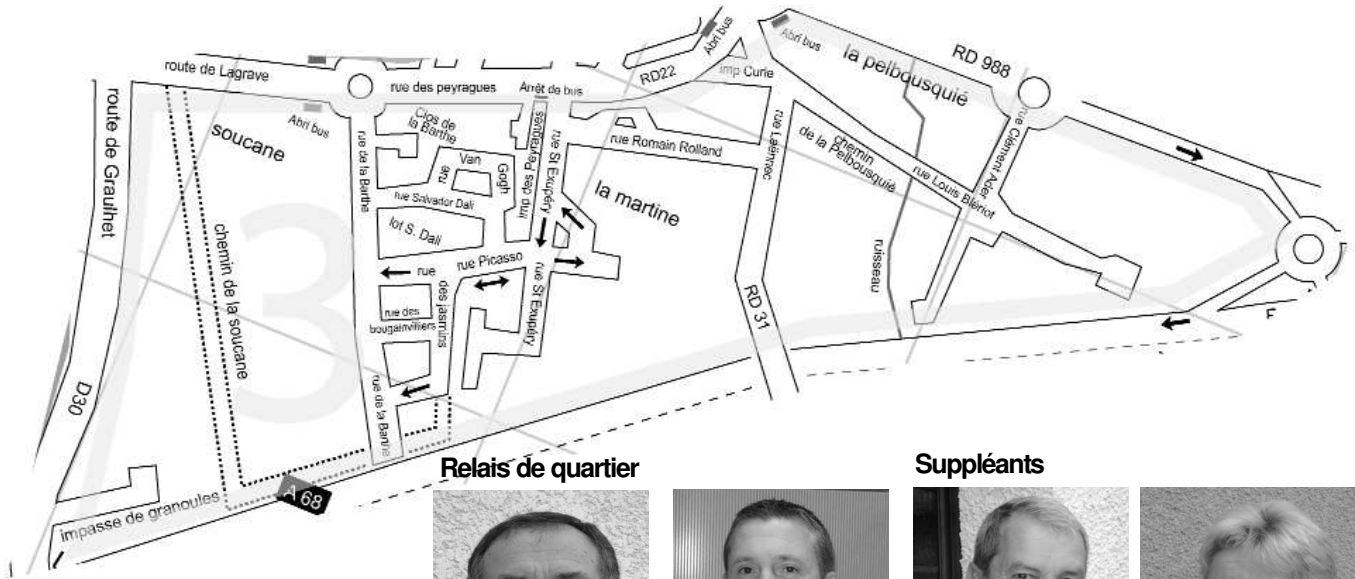 route de Lagrave
rue des peyragues
Arrêt de bus
RD22
Abri bus
imp Curie
Abri bus
la pelbousquié
RD 988
route de Graulhet
soucane
Abri bus
Clos de
la Barthe
rue de la Barthe
rue
Van
Gogh
imp des Peyragues
rue St Exupéry
rue Romain Rolland
rue Laënnec
chemin
de la Pelbousquié
rue Louis Blériot
rue Clément Ader
rue Salvador Dali
lot S. Dali
la martine
chemin de la soucane
3
rue
rue Picasso
des jasmins
rue des
bougainvilliers
rue St Exupéry
ruisseau
RD 31
F
D30
rue de la Barthe
A 68
impasse de granoules
Relais de quartier
Suppléants